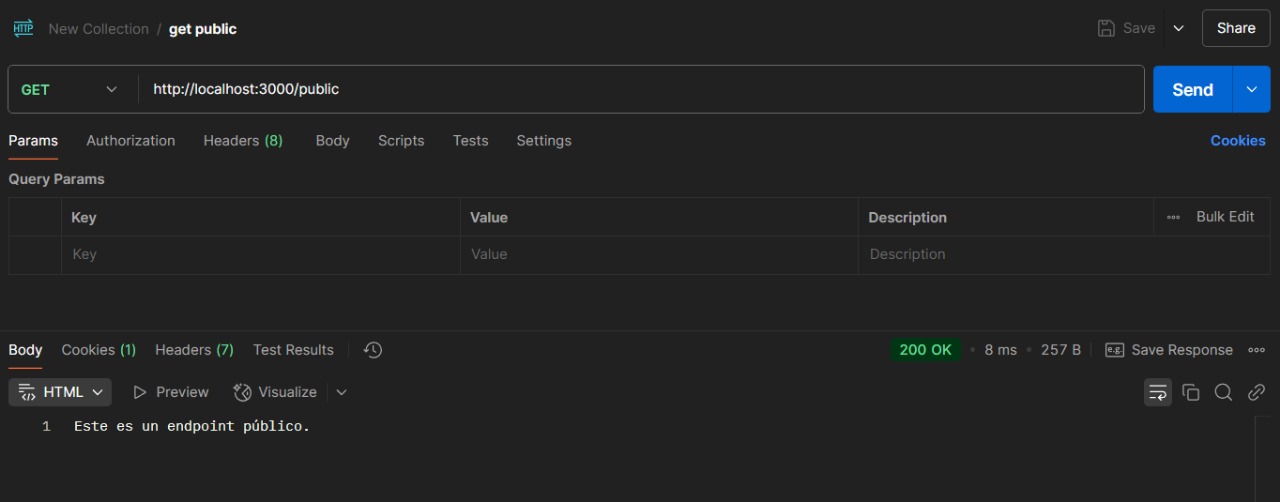 HTTP New Collection / get public Save Share
GET http://localhost:3000/public Send
Params Authorization Headers (8) Body Scripts Tests Settings Cookies
Query Params
Key Value Description Bulk Edit
Key Value Description
Body Cookies (1) Headers (7) Test Results 200 OK • 8 ms • 257 B e.g. Save Response
HTML Preview Visualize
1 Este es un endpoint público.